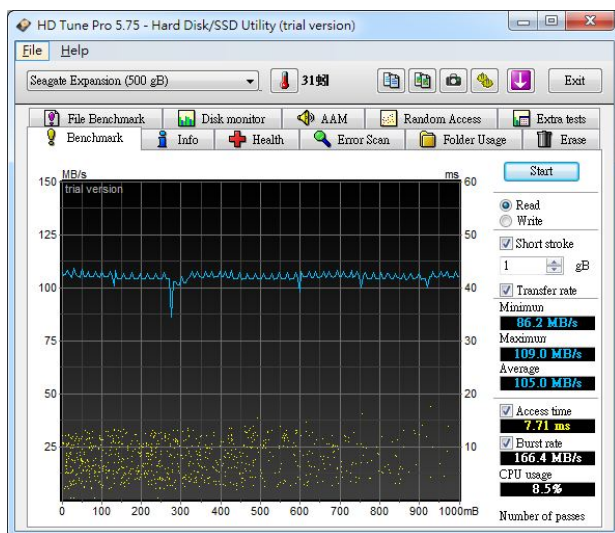 HD Tune Pro 5.75 - Hard Disk/SSD Utility (trial version)
File Help
Seagate Expansion (500 gB) 31蚓 Exit
File Benchmark Disk monitor AAM Random Access Extra tests
Benchmark Info Health Error Scan Folder Usage Erase
MB/s ms
150 60
trial version
125 50
100 40
75 30
50 20
25 10
0 100 200 300 400 500 600 700 800 900 1000mB
Start
Read
Write
Short stroke
1 gB
Transfer rate
Minimum
86.2 MB/s
Maximum
109.0 MB/s
Average
105.0 MB/s
Access time
7.71 ms
Burst rate
166.4 MB/s
CPU usage
8.5%
Number of passes